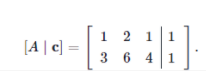 [A | c] = [ 1 2 1 | 1
3 6 4 | 1 ] .